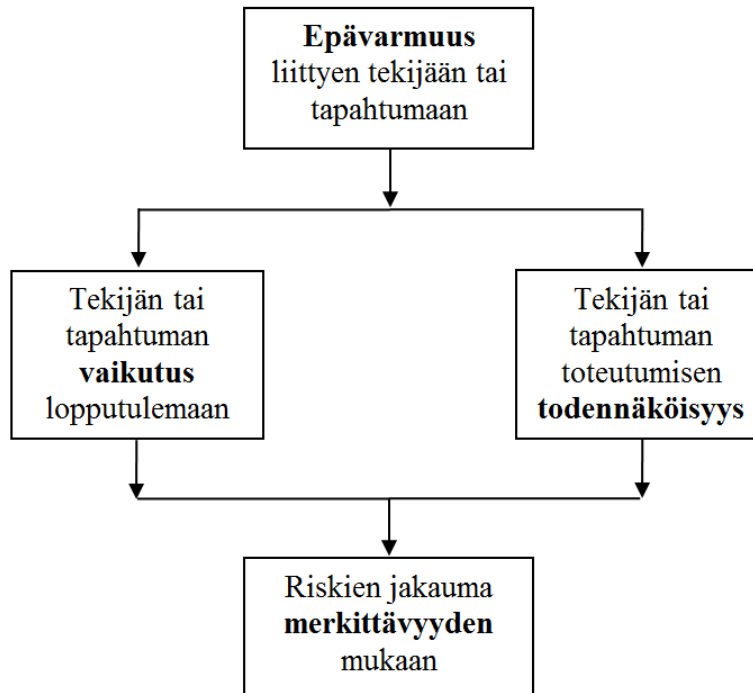 Epävarmuus
liittyen tekijään tai
tapahtumaan
Tekijän tai
tapahtuman
vaikutus
lopputulemaan
Tekijän tai
tapahtuman
toteutumisen
todennäköisyys
Riskien jakauma
merkittävyyden
mukaan